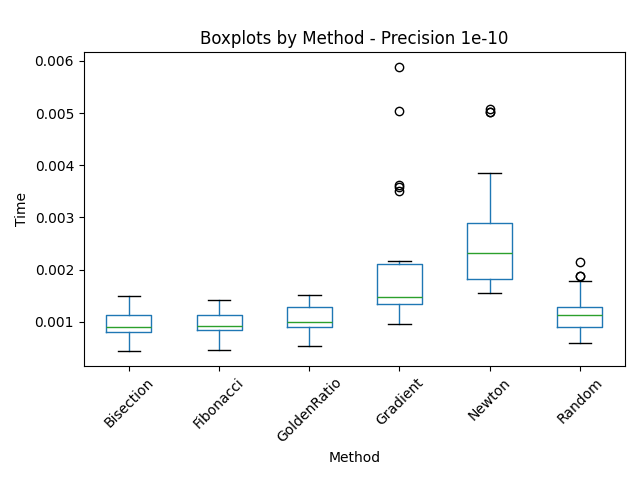 Boxplots by Method - Precision 1e-10
0.006
0.005
0.004
0.003
0.002
0.001
Time
Bisection
Fibonacci
GoldenRatio
Gradient
Newton
Random
Method